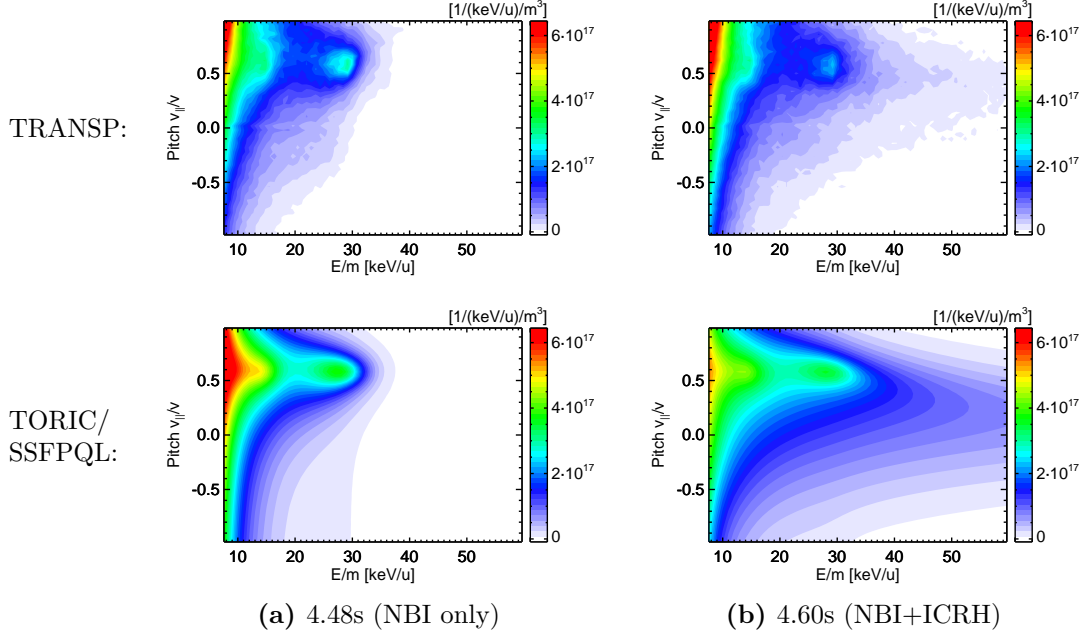 [1/(keV/u)/m³]
[1/(keV/u)/m³]
TRANSP:
Pitch v||/v
0.5
0.0
-0.5
10 20 30 40 50
E/m [keV/u]
6·10¹⁷
4·10¹⁷
2·10¹⁷
0
Pitch v||/v
0.5
0.0
-0.5
10 20 30 40 50
E/m [keV/u]
6·10¹⁷
4·10¹⁷
2·10¹⁷
0
[1/(keV/u)/m³]
[1/(keV/u)/m³]
TORIC/
SSFPQL:
Pitch v||/v
0.5
0.0
-0.5
10 20 30 40 50
E/m [keV/u]
6·10¹⁷
4·10¹⁷
2·10¹⁷
0
Pitch v||/v
0.5
0.0
-0.5
10 20 30 40 50
E/m [keV/u]
6·10¹⁷
4·10¹⁷
2·10¹⁷
0
(a) 4.48s (NBI only)
(b) 4.60s (NBI+ICRH)